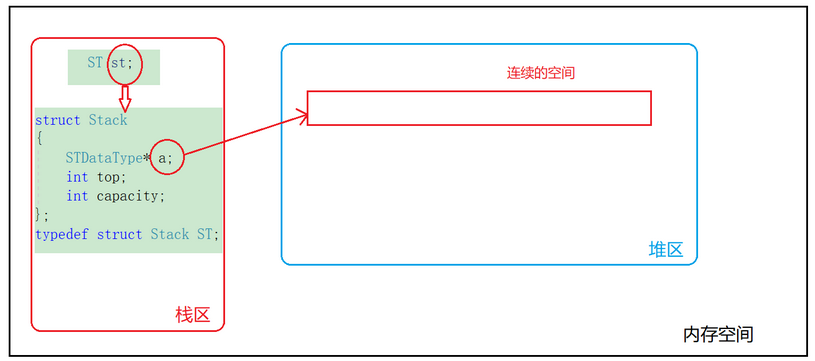 ST st;
struct Stack
{
STDataType* a;
int top;
int capacity;
};
typedef struct Stack ST;
栈区
连续的空间
堆区
内存空间